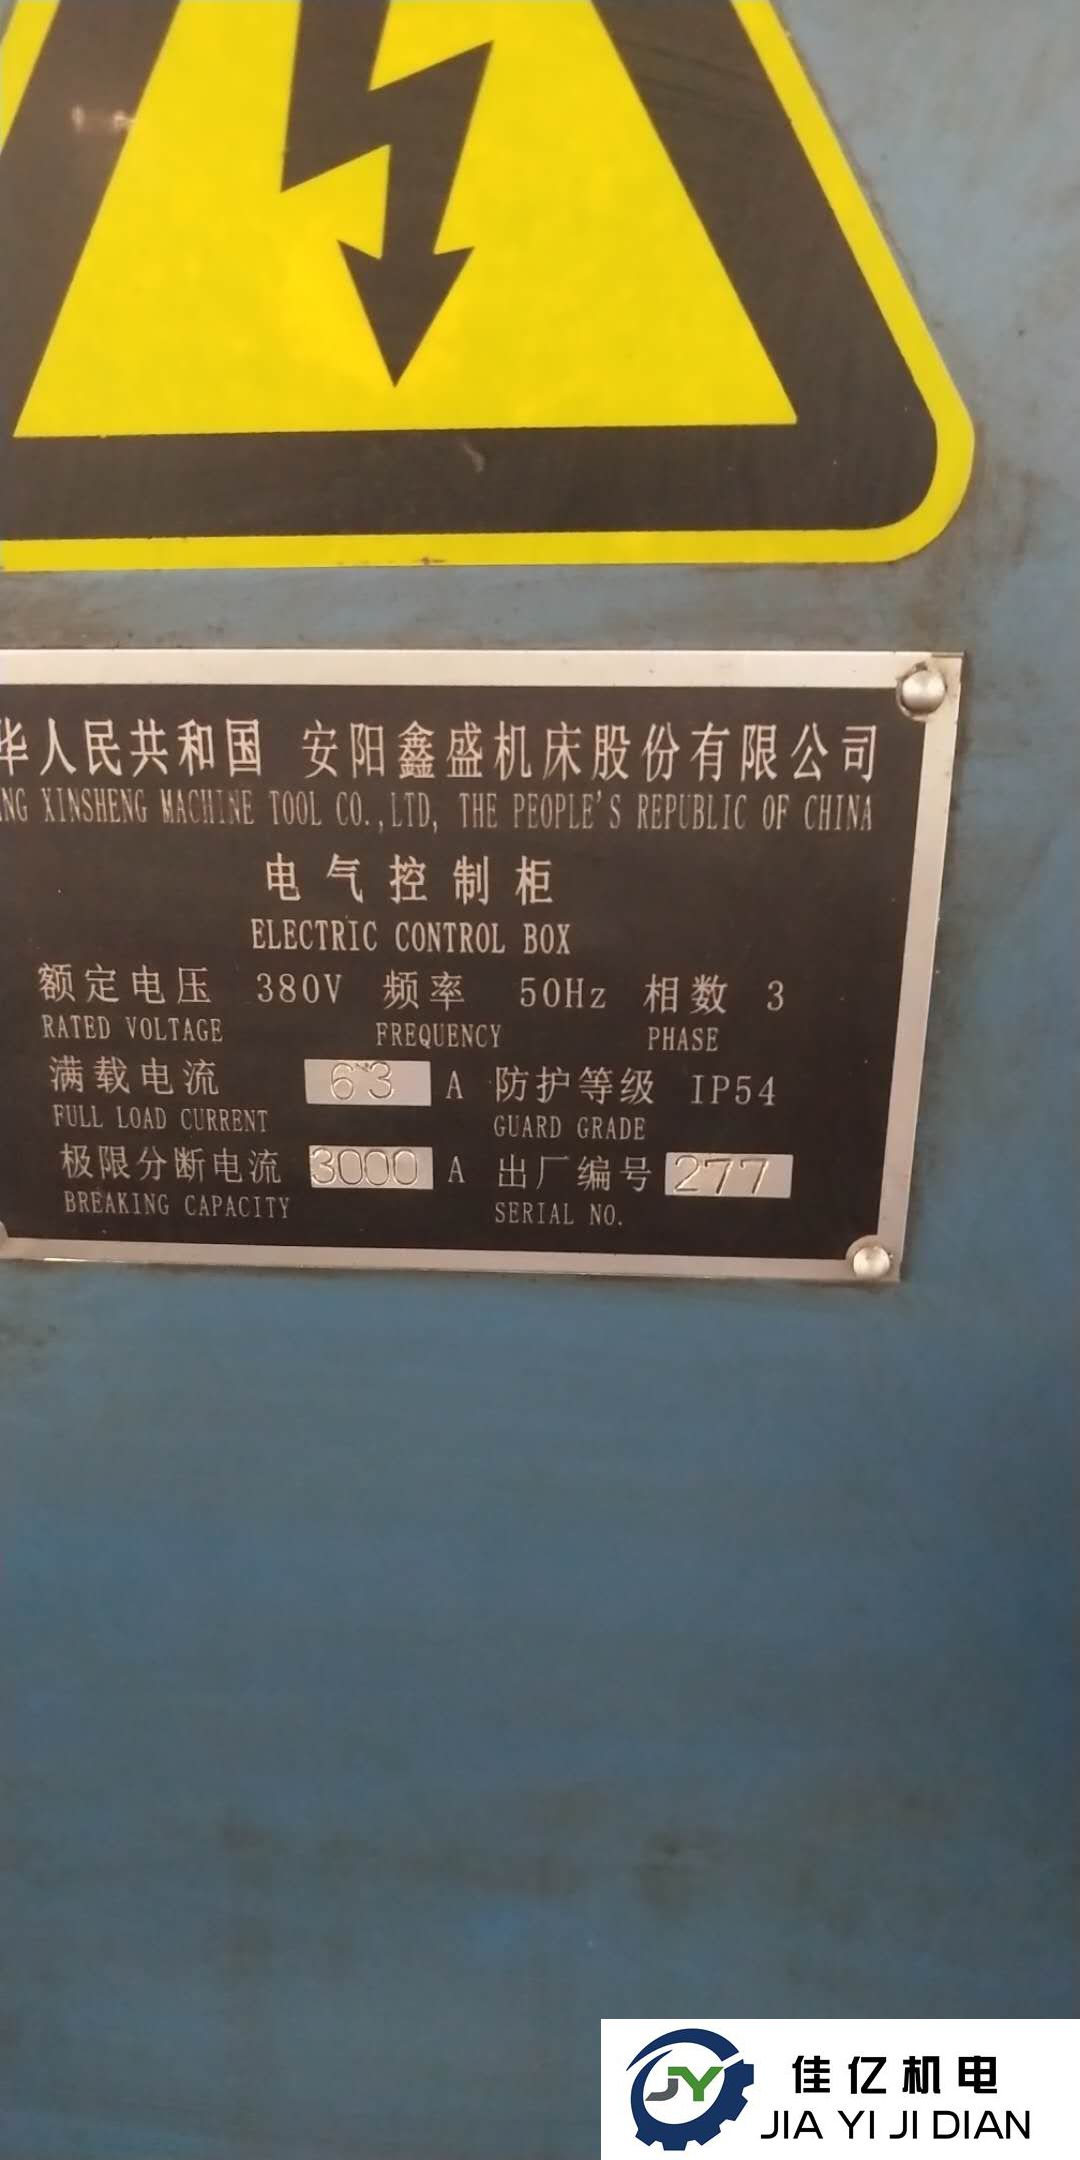 华人民共和国 安阳鑫盛机床股份有限公司
NG XINSHENG MACHINE TOOL CO.,LTD, THE PEOPLE'S REPUBLIC OF CHINA
电气控制柜
ELECTRIC CONTROL BOX
额定电压 380V 频率 50Hz 相数 3
RATED VOLTAGE FREQUENCY PHASE
满载电流 63 A 防护等级 IP54
FULL LOAD CURRENT GUARD GRADE
极限分断电流 3000 A 出厂编号 277
BREAKING CAPACITY SERIAL NO.
JY 佳亿机电
JIA YI JI DIAN